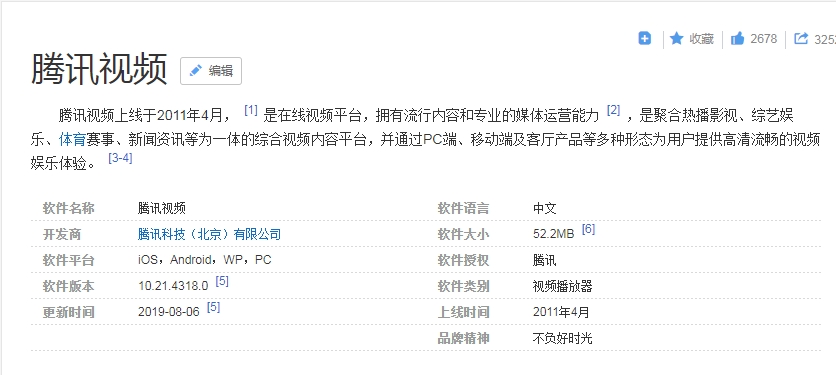 收藏 2678 325
腾讯视频 编辑
腾讯视频上线于2011年4月， [1] 是在线视频平台，拥有流行内容和专业的媒体运营能力 [2] ，是聚合热播影视、综艺娱
乐、体育赛事、新闻资讯等为一体的综合视频内容平台，并通过PC端、移动端及客厅产品等多种形态为用户提供高清流畅的视频
娱乐体验。 [3-4]
软件名称 腾讯视频 软件语言 中文
开发商 腾讯科技（北京）有限公司 软件大小 52.2MB [6]
软件平台 iOS，Android，WP，PC 软件授权 腾讯
软件版本 10.21.4318.0 [5] 软件类别 视频播放器
更新时间 2019-08-06 [5] 上线时间 2011年4月
品牌精神 不负好时光